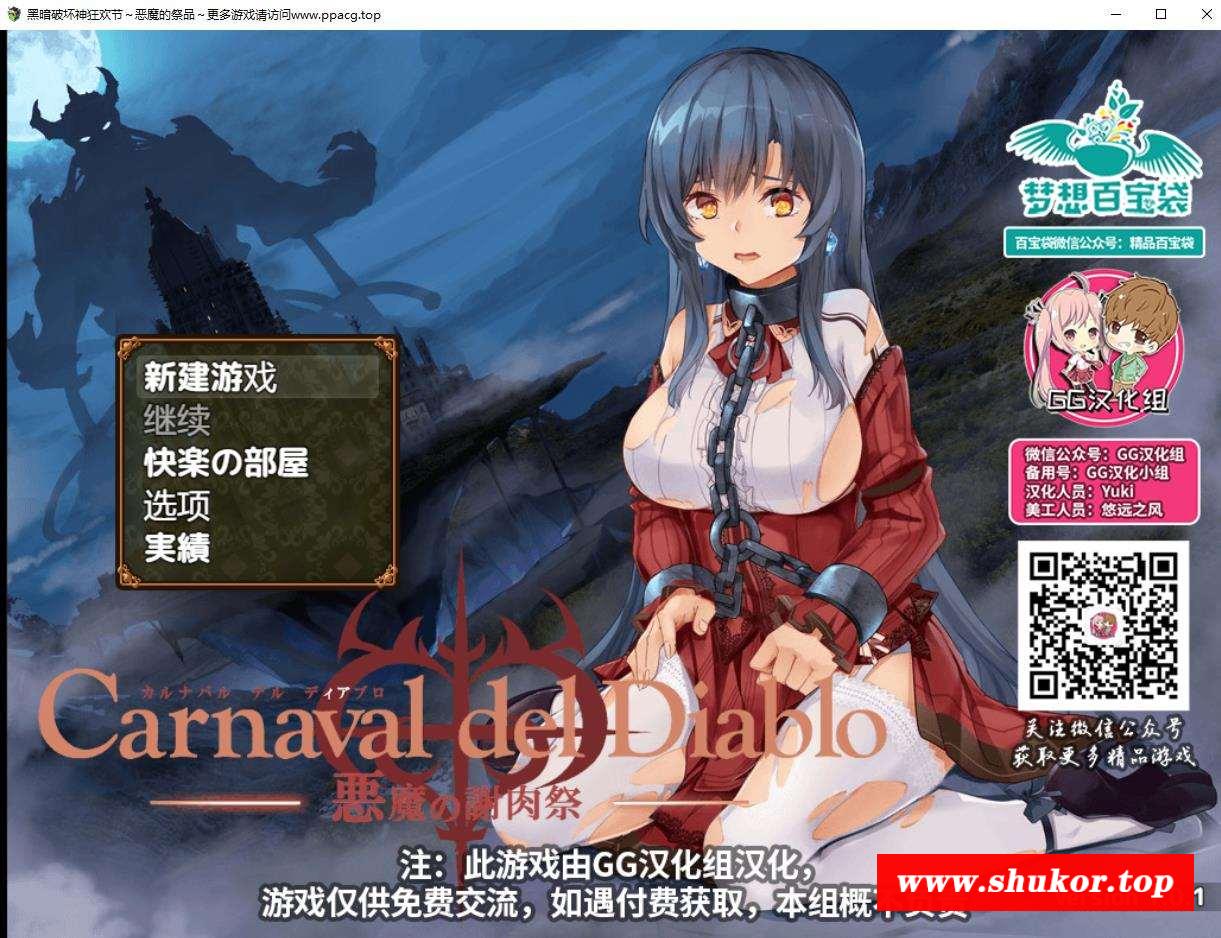 黑暗破坏神狂欢节～恶魔的祭品～更多游戏请访问www.ppacg.top
梦想百宝袋
百宝袋微信公众号：精品百宝袋
GG汉化组
微信公众号：GG汉化组
备用号：GG汉化小组
汉化人员：Yuki
美工人员：悠远之风
关注微信公众号
获取更多精品游戏
新建游戏
继续
快楽の部屋
选项
実績
カルナバル デル ディアブロ
Carnaval del Diablo
悪魔の謝肉祭
注：此游戏由GG汉化组汉化，
游戏仅供免费交流，如遇付费获取，本组概
www.shukor.top